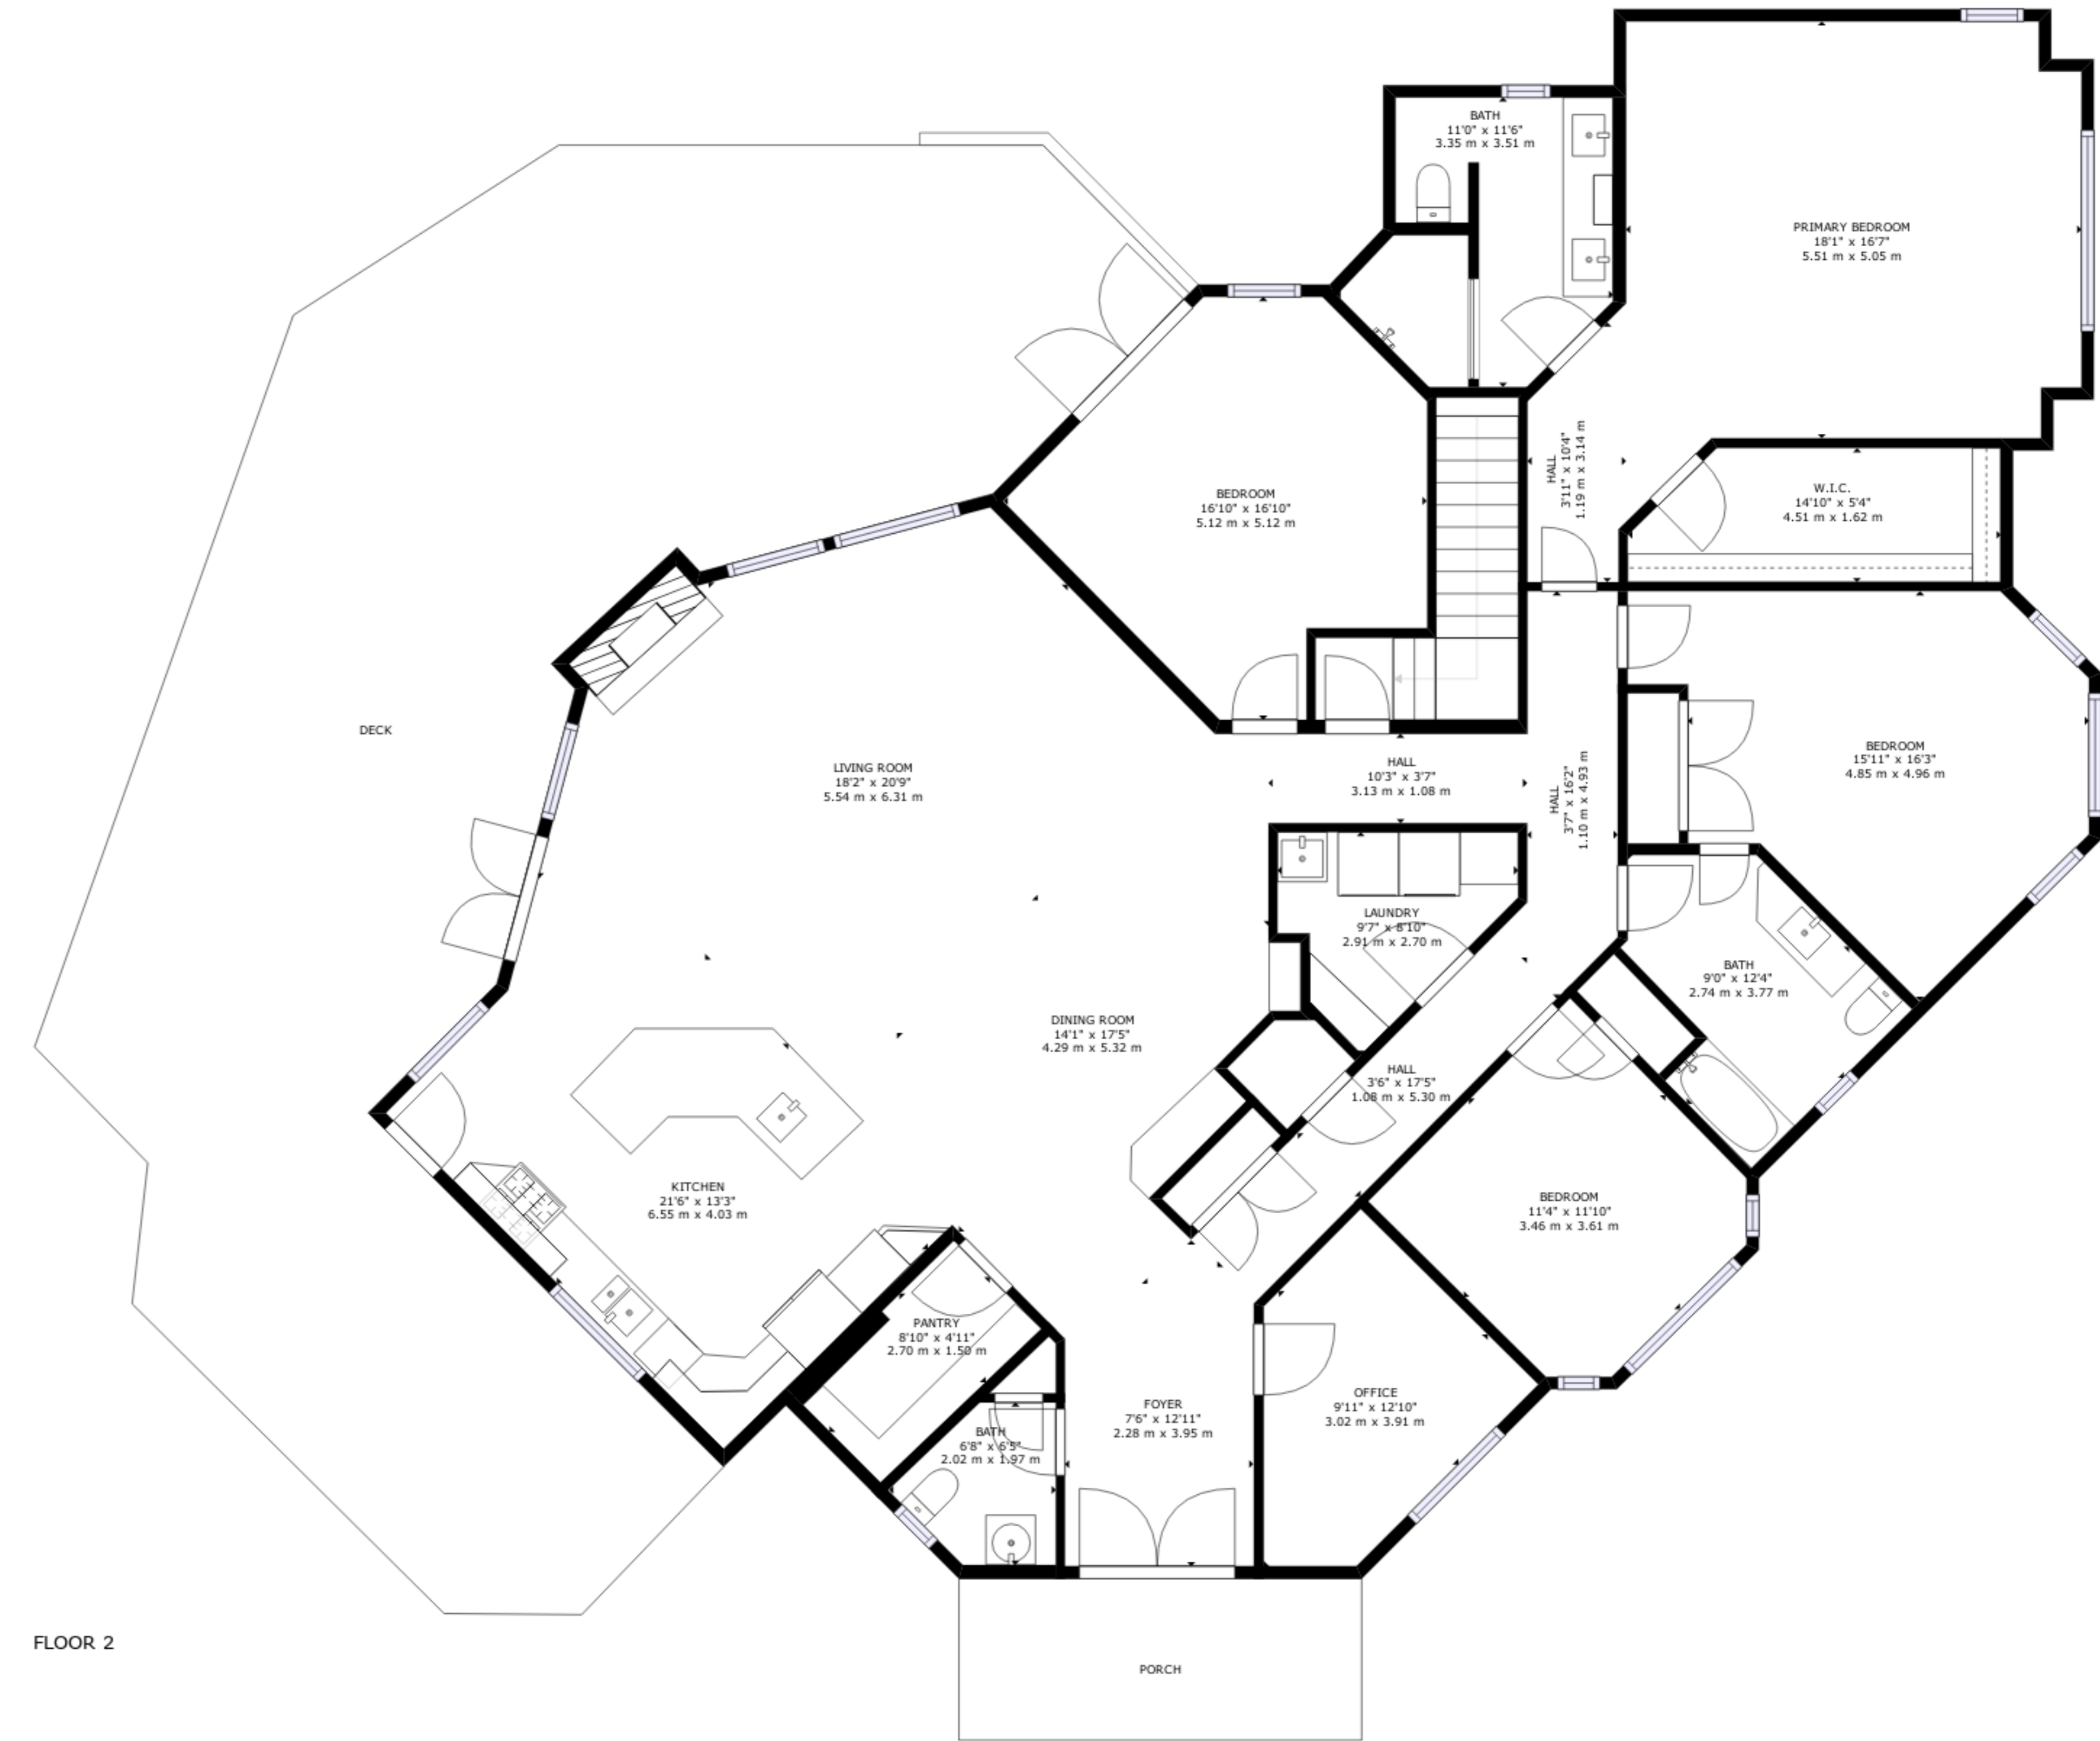 BATH
11'0" x 11'6"
3.35 m x 3.51 m
PRIMARY BEDROOM
18'1" x 16'7"
5.51 m x 5.05 m
HALL
3'11" x 10'4"
1.19 m x 3.14 m
W.I.C.
14'10" x 5'4"
4.51 m x 1.62 m
BEDROOM
16'10" x 16'10"
5.12 m x 5.12 m
DECK
LIVING ROOM
18'2" x 20'9"
5.54 m x 6.31 m
HALL
10'3" x 3'7"
3.13 m x 1.08 m
HALL
3'7" x 16'2"
1.10 m x 4.93 m
BEDROOM
15'11" x 16'3"
4.85 m x 4.96 m
LAUNDRY
9'7" x 8'10"
2.91 m x 2.70 m
BATH
9'0" x 12'4"
2.74 m x 3.77 m
DINING ROOM
14'1" x 17'5"
4.29 m x 5.32 m
HALL
3'6" x 17'5"
1.08 m x 5.30 m
KITCHEN
21'6" x 13'3"
6.55 m x 4.03 m
BEDROOM
11'4" x 11'10"
3.46 m x 3.61 m
PANTRY
8'10" x 4'11"
2.70 m x 1.50 m
FOYER
7'6" x 12'11"
2.28 m x 3.95 m
OFFICE
9'11" x 12'10"
3.02 m x 3.91 m
BATH
6'8" x 6'5"
2.02 m x 1.97 m
FLOOR 2
PORCH